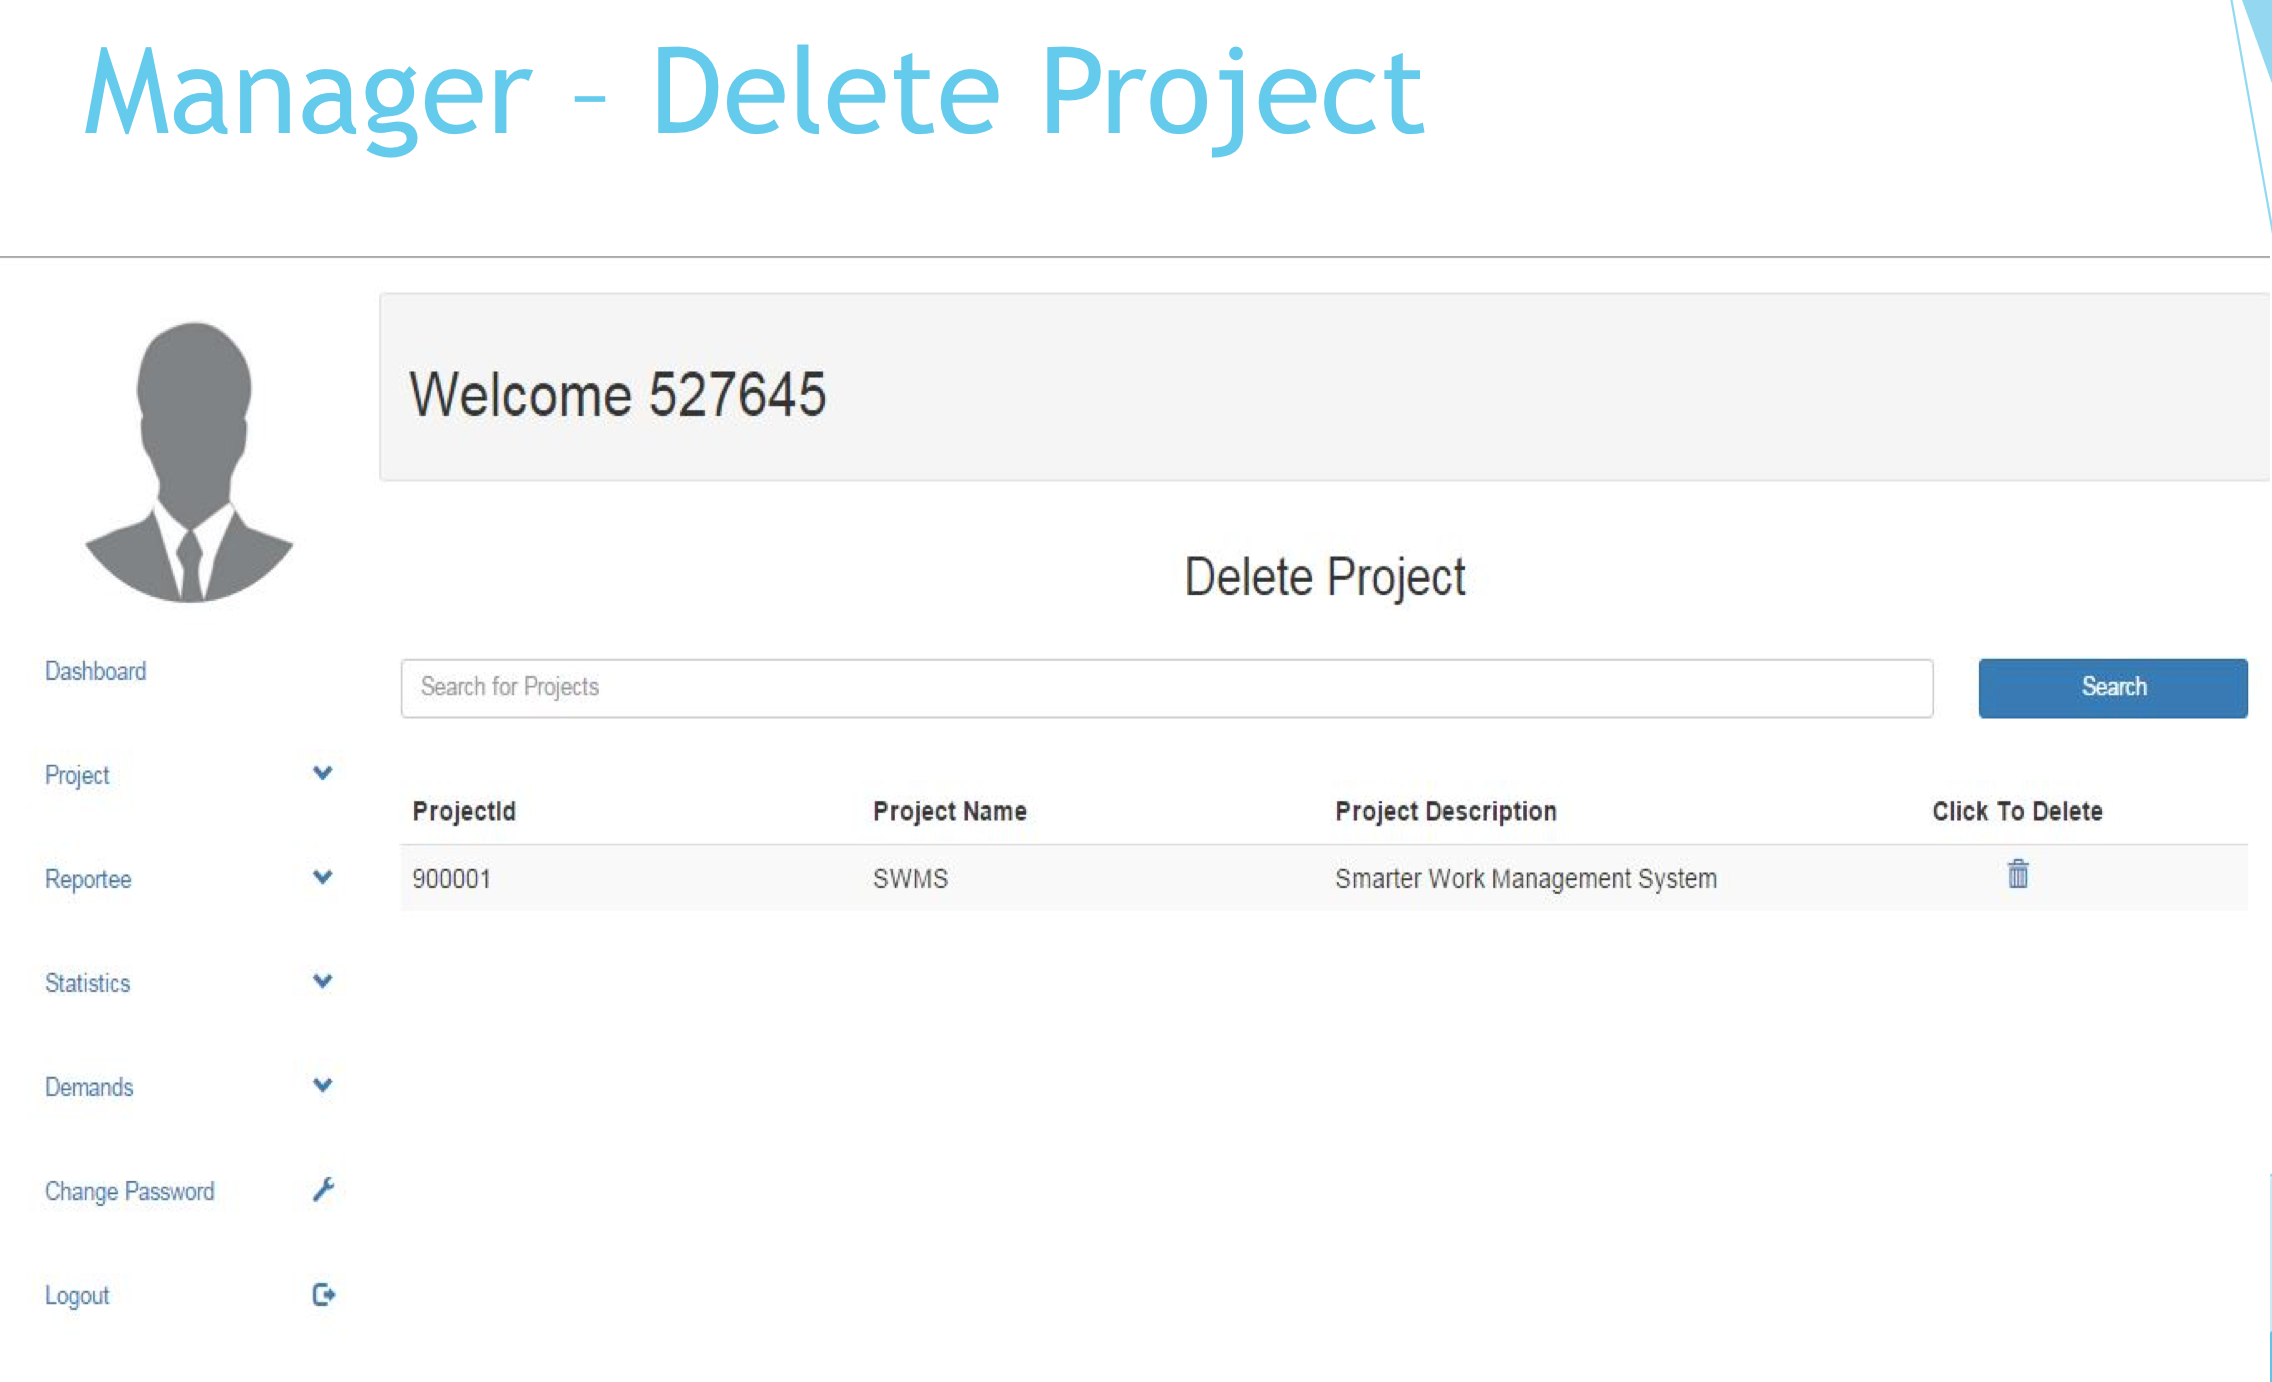 Manager – Delete Project
Welcome 527645
Delete Project
Dashboard
Search for Projects
Search
Project
ProjectId Project Name Project Description Click To Delete
Reportee
900001 SWMS Smarter Work Management System
Statistics
Demands
Change Password
Logout